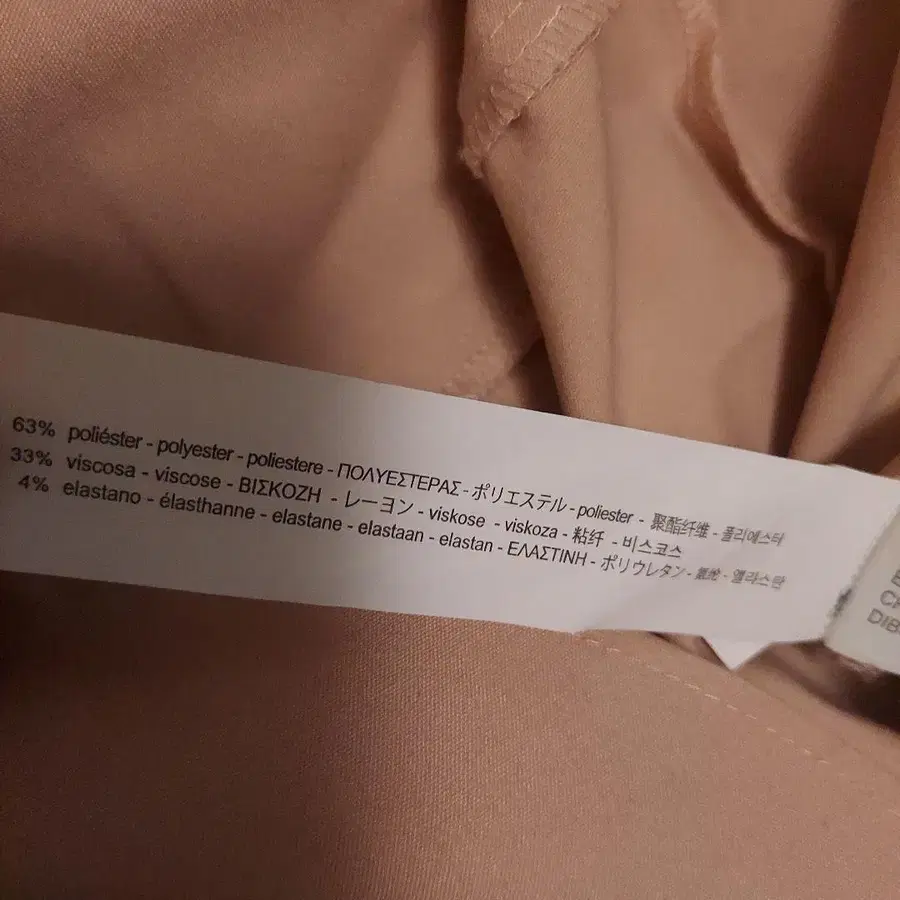 63% poliéster - polyester - poliestere - ΠΟΛΥΕΣΤΕΡΑΣ - ポリエステル - poliester - 聚酯纤维 - 폴리에스터
33% viscosa - viscose - ΒΙΣΚΟΖΗ - レーヨン - viskose - viskoza - 粘纤 - 비스코스
4% elastano - élasthanne - elastane - elastaan - elastan - ΕΛΑΣΤΙΝΗ - ポリウレタン - 엘라스탄